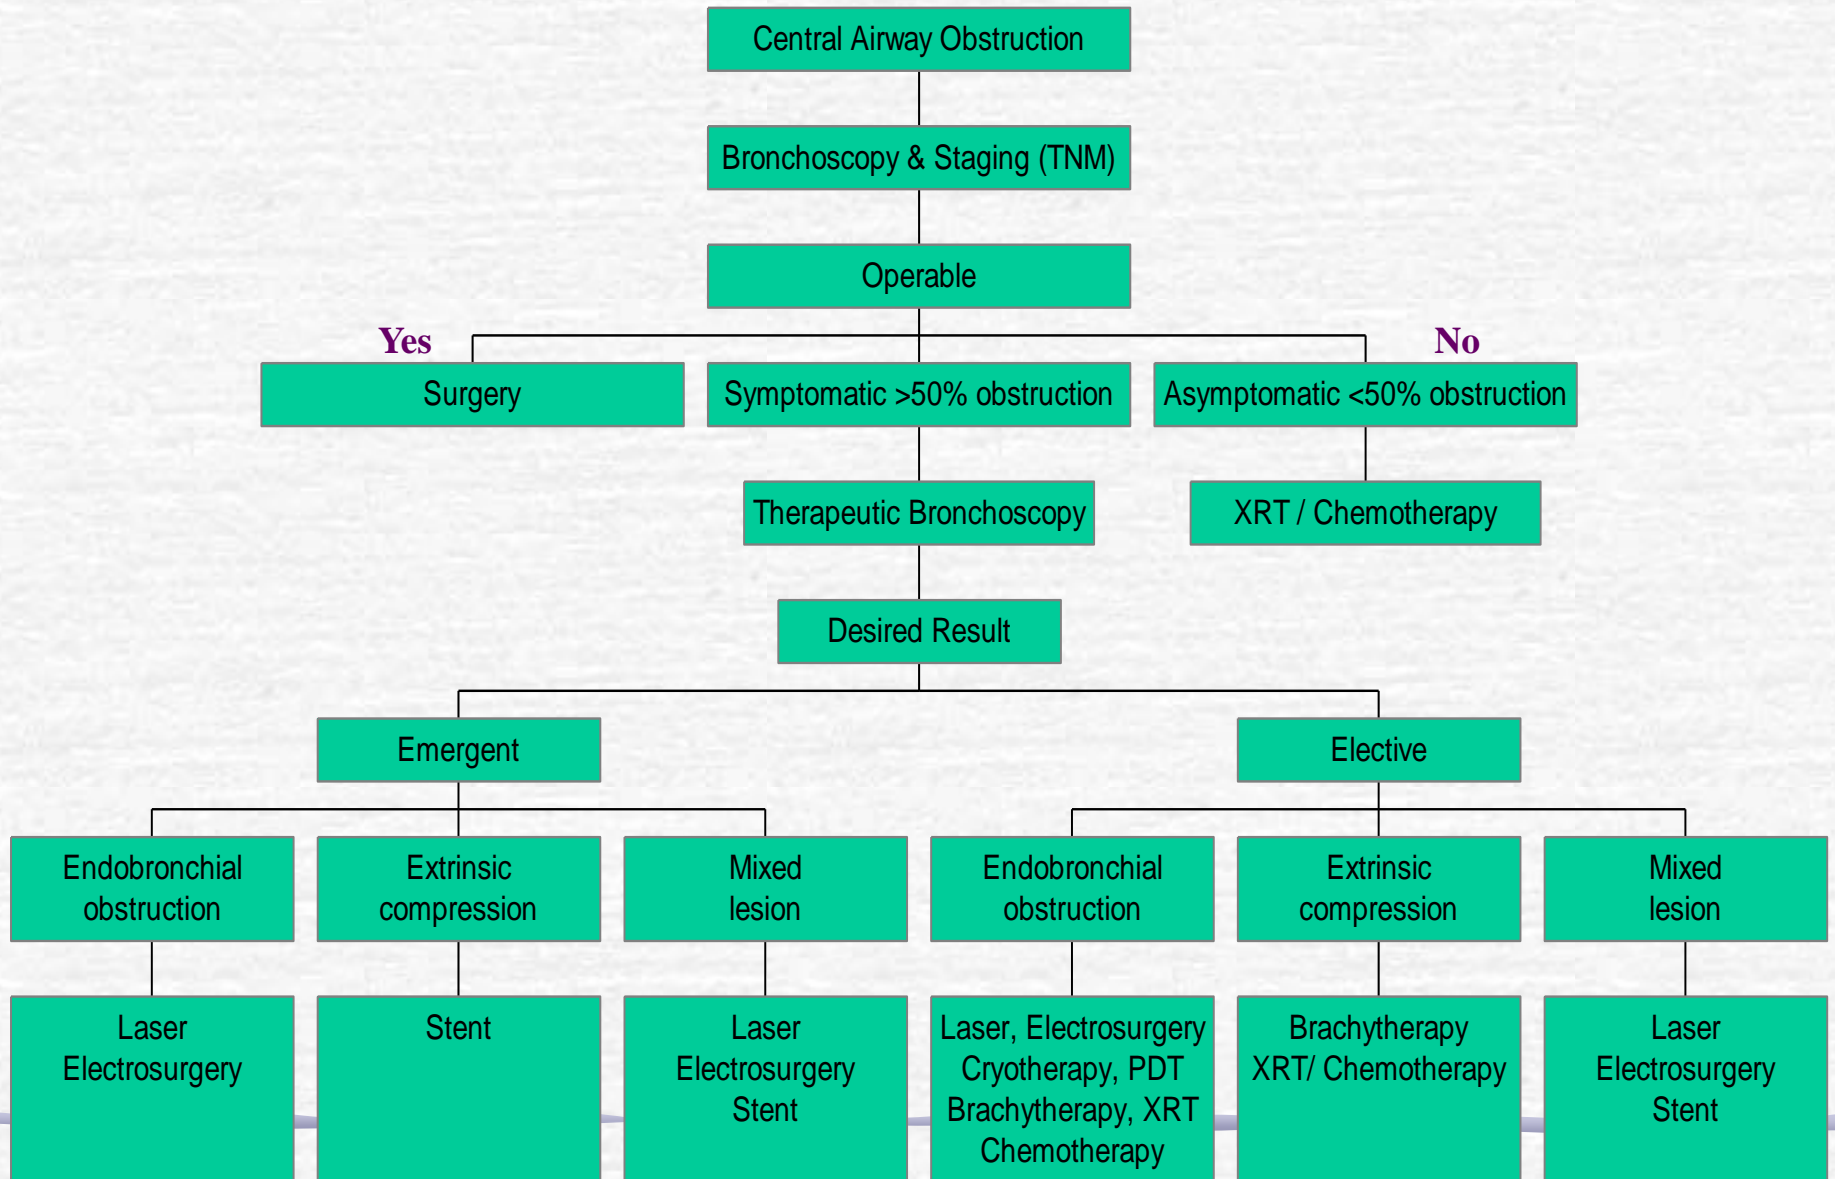 Central Airway Obstruction
Bronchoscopy & Staging (TNM)
Operable
Yes
No
Surgery
Symptomatic >50% obstruction
Asymptomatic <50% obstruction
Therapeutic Bronchoscopy
XRT / Chemotherapy
Desired Result
Emergent
Elective
Endobronchial
obstruction
Extrinsic
compression
Mixed
lesion
Endobronchial
obstruction
Extrinsic
compression
Mixed
lesion
Laser
Electrosurgery
Stent
Laser
Electrosurgery
Stent
Laser, Electrosurgery
Cryotherapy, PDT
Brachytherapy, XRT
Chemotherapy
Brachytherapy
XRT/ Chemotherapy
Laser
Electrosurgery
Stent